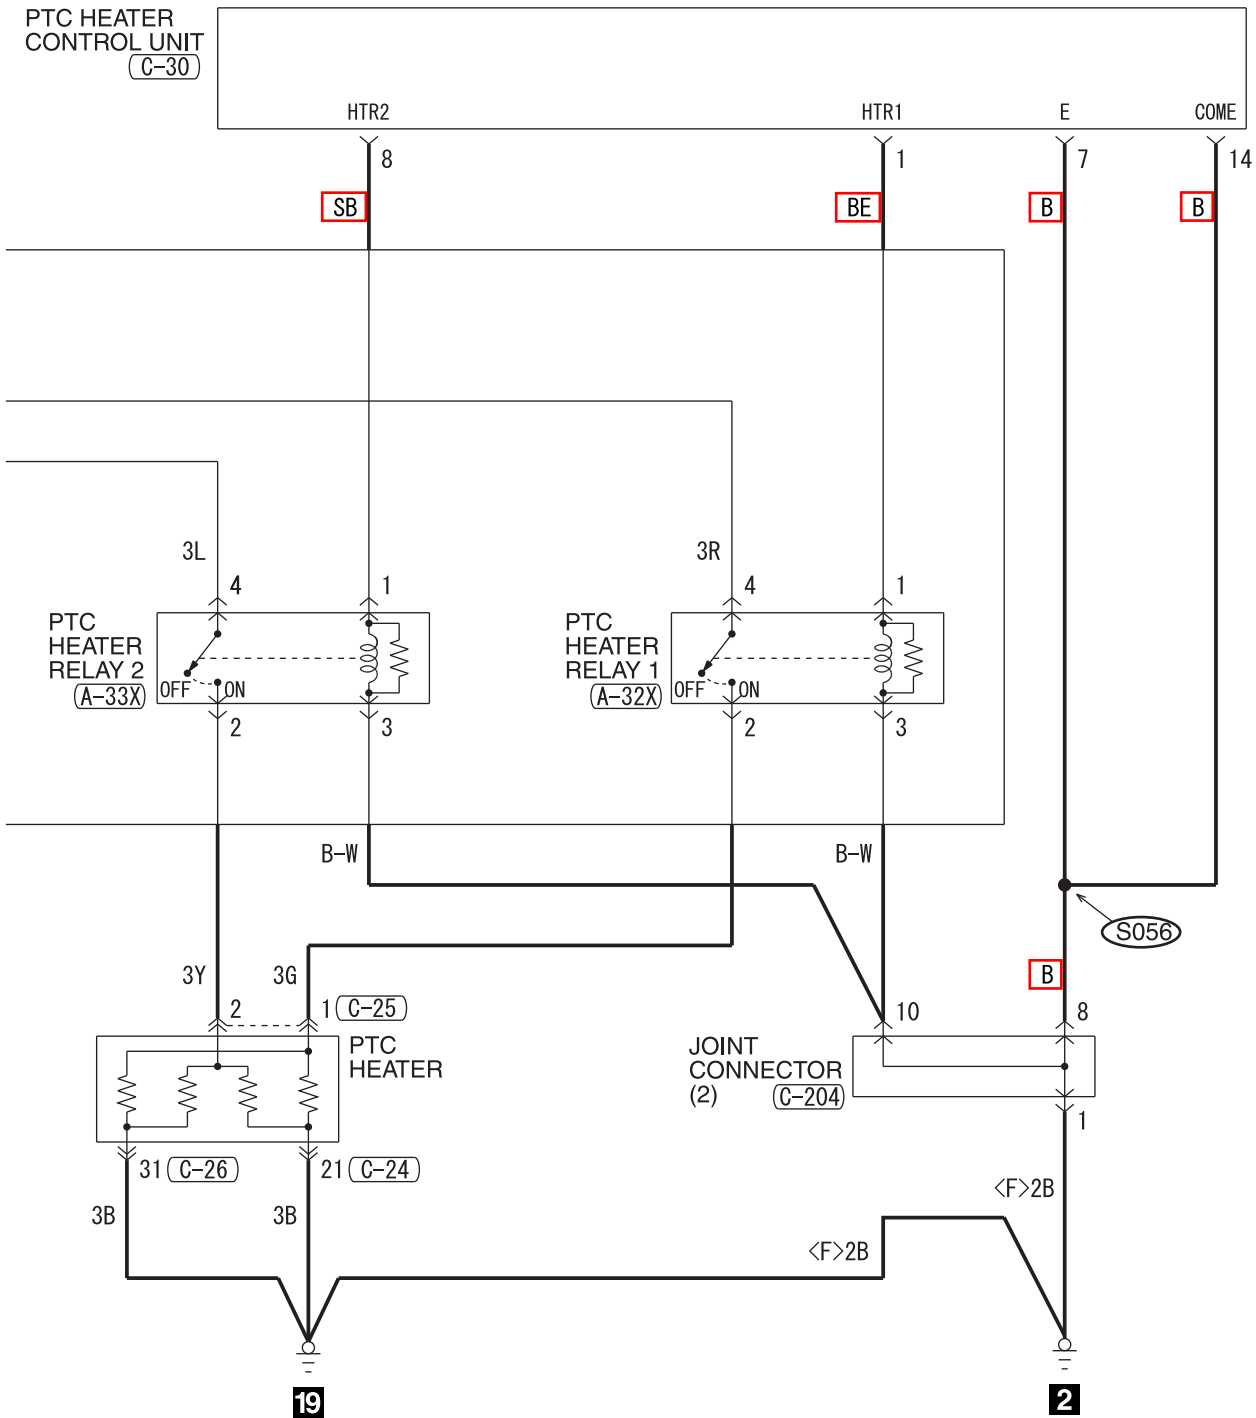 PTC HEATER
CONTROL UNIT
C-30
HTR2 HTR1 E COME
8 1 7 14
SB BE B B
3L 3R
4 1 4 1
PTC
HEATER
RELAY 2
A-33X
OFF ON
PTC
HEATER
RELAY 1
A-32X
OFF ON
2 3 2 3
B-W B-W
S056
3Y 3G B
2 1 C-25 10 8
PTC
HEATER
JOINT
CONNECTOR
(2) C-204
1
31 C-26 21 C-24
<F>2B
3B 3B
<F>2B
19 2